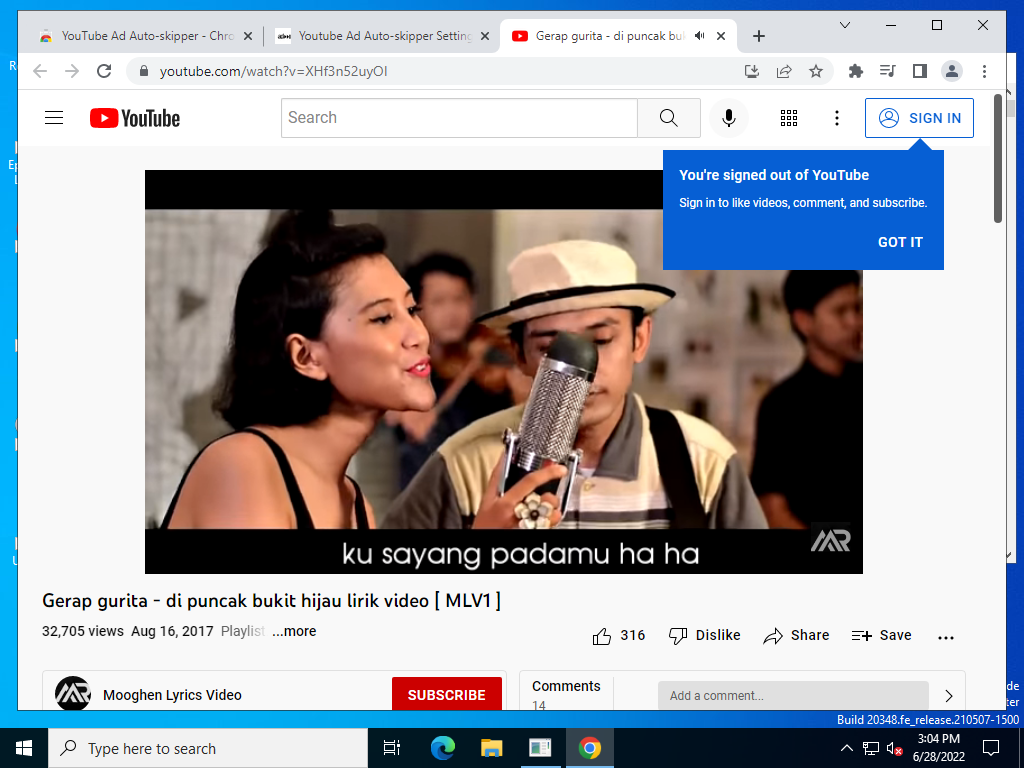 YouTube Ad Auto-skipper - Chro
Youtube Ad Auto-skipper Setting
Gerap gurita - di puncak buk
youtube.com/watch?v=XHf3n52uyOI
YouTube
Search
SIGN IN
You're signed out of YouTube
Sign in to like videos, comment, and subscribe.
GOT IT
ku sayang padamu ha ha
MR
Gerap gurita - di puncak bukit hijau lirik video [ MLV1 ]
32,705 views Aug 16, 2017 Playlist ...more
316 Dislike Share Save
Mooghen Lyrics Video
SUBSCRIBE
Comments
14
Add a comment...
Build 20348.fe_release.210507-1500
Type here to search
3:04 PM
6/28/2022